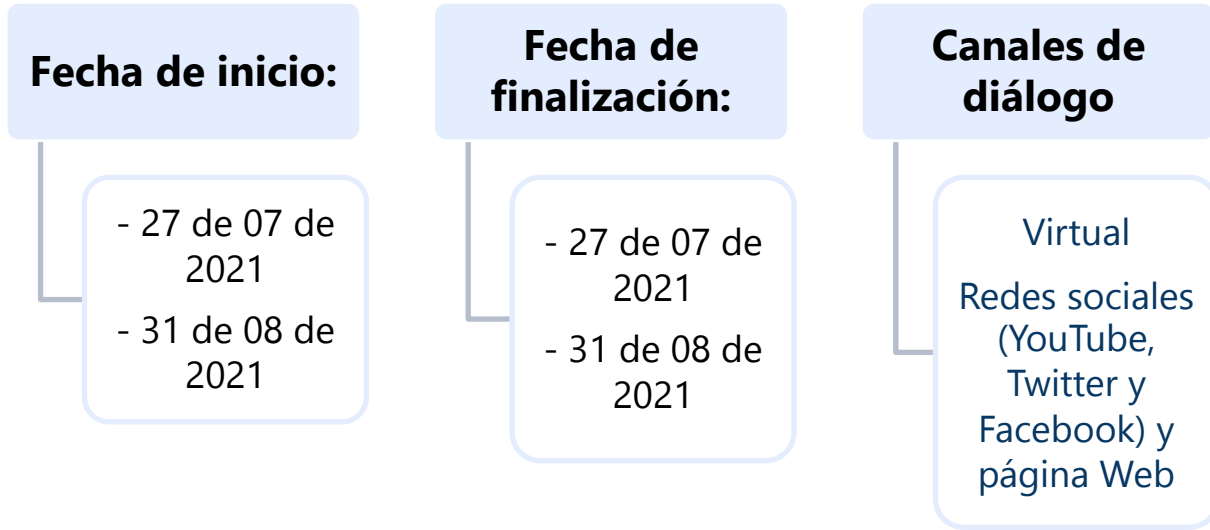 Fecha de inicio:
- 27 de 07 de
2021
- 31 de 08 de
2021
Fecha de
finalización:
- 27 de 07 de
2021
- 31 de 08 de
2021
Canales de
diálogo
Virtual
Redes sociales
(YouTube,
Twitter y
Facebook) y
página Web